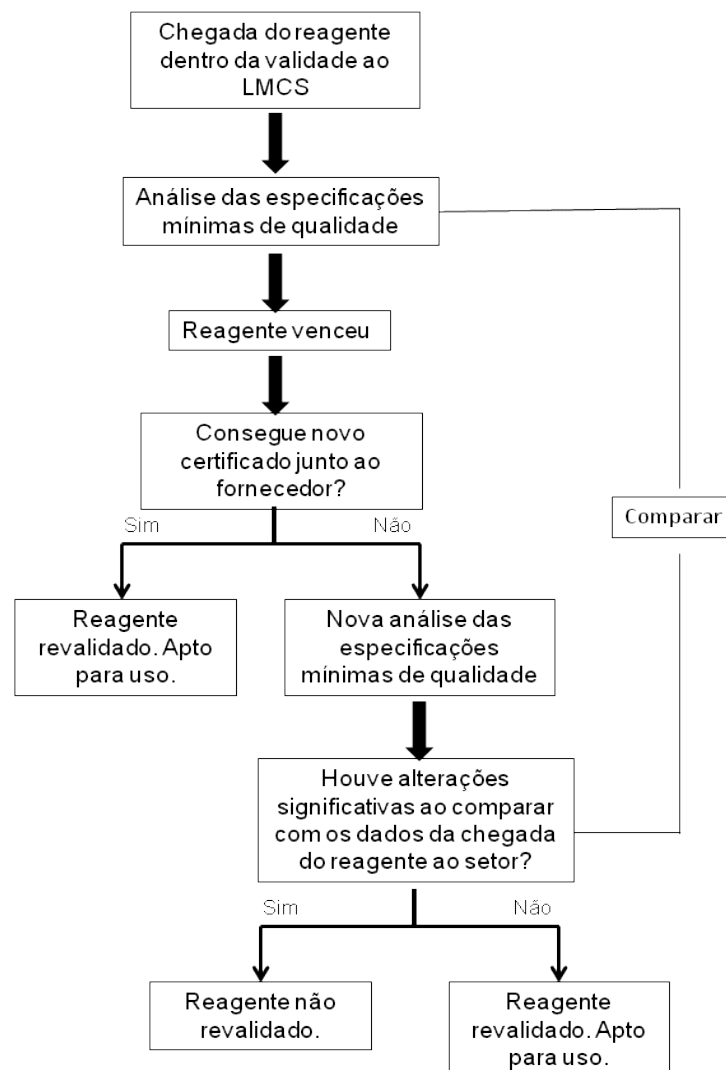 Chegada do reagente
dentro da validade ao
LMCS
Análise das especificações
mínimas de qualidade
Reagente venceu
Consegue novo
certificado junto ao
fornecedor?
Sim
Não
Comparar
Reagente
revalidado. Apto
para uso.
Nova análise das
especificações
mínimas de qualidade
Houve alterações
significativas ao comparar
com os dados da chegada
do reagente ao setor?
Sim
Não
Reagente não
revalidado.
Reagente
revalidado. Apto
para uso.